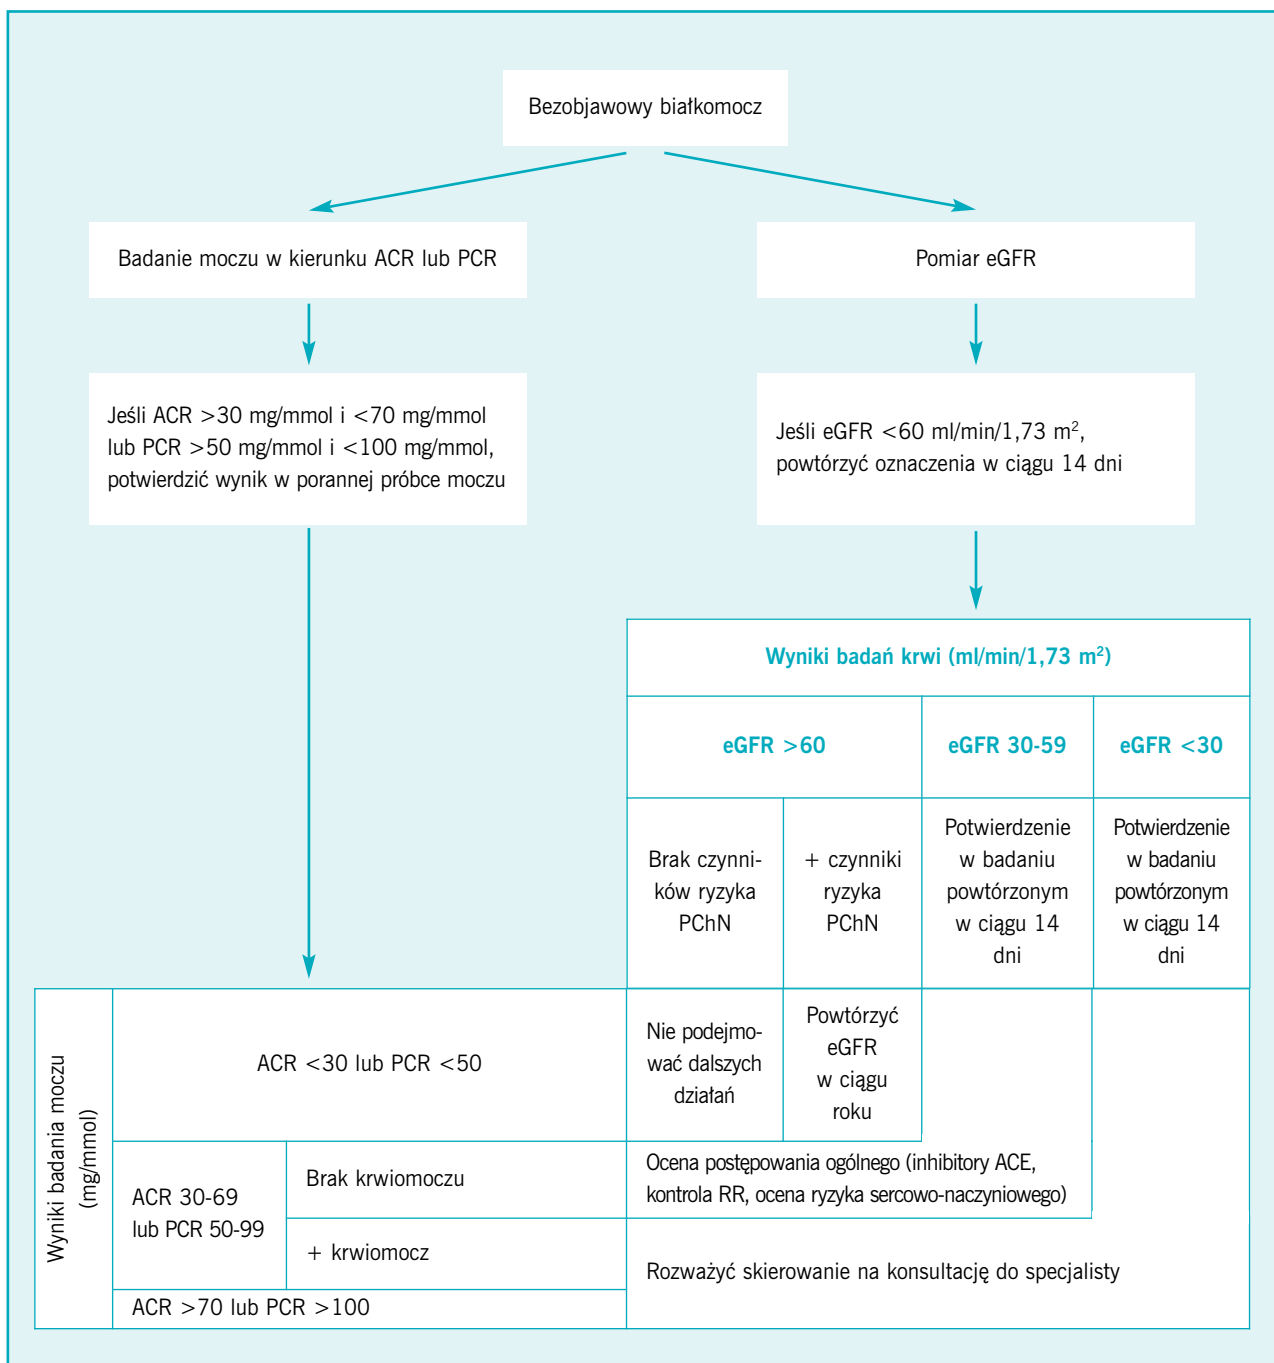 Bezobjawowy białkomocz
Badanie moczu w kierunku ACR lub PCR
Pomiar eGFR
Jeśli ACR >30 mg/mmol i <70 mg/mmol
lub PCR >50 mg/mmol i <100 mg/mmol,
potwierdzić wynik w porannej próbce moczu
Jeśli eGFR <60 ml/min/1,73 m²,
powtórzyć oznaczenia w ciągu 14 dni
Wyniki badań krwi (ml/min/1,73 m²)
eGFR >60
eGFR 30-59
eGFR <30
Brak czynni-
ków ryzyka
PChN
+ czynniki
ryzyka
PChN
Potwierdzenie
w badaniu
powtórzonym
w ciągu 14
dni
Potwierdzenie
w badaniu
powtórzonym
w ciągu 14
dni
Wyniki badania moczu
(mg/mmol)
ACR <30 lub PCR <50
Nie podejmo-
wać dalszych
działań
Powtórzyć
eGFR
w ciągu
roku
ACR 30-69
lub PCR 50-99
Brak krwiomoczu
Ocena postępowania ogólnego (inhibitory ACE,
kontrola RR, ocena ryzyka sercowo-naczyniowego)
+ krwiomocz
Rozważyć skierowanie na konsultację do specjalisty
ACR >70 lub PCR >100